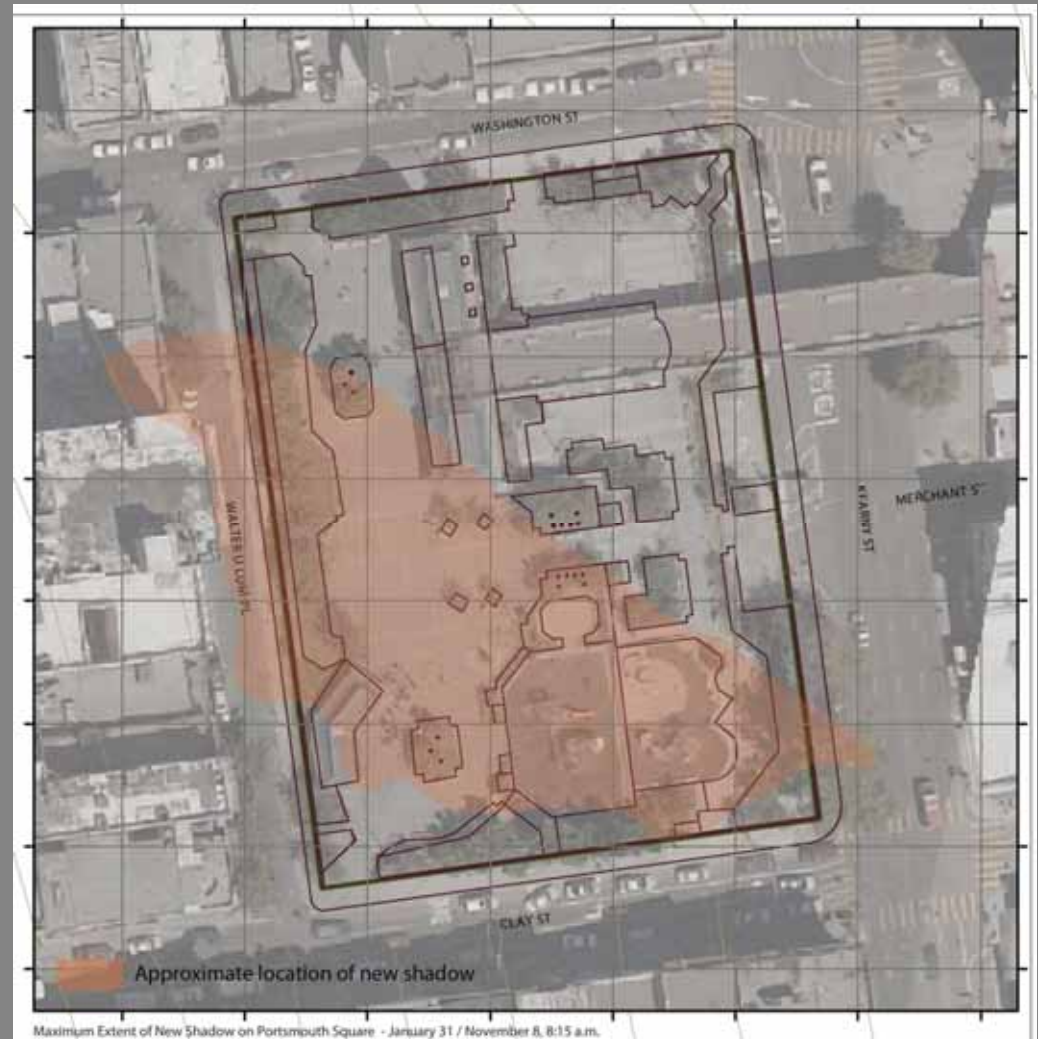 WASHINGTON ST
WALTER U LUM PL
KEARNY ST
MERCHANT ST
CLAY ST
Approximate location of new shadow
Maximum Extent of New Shadow on Portsmouth Square - January 31 / November 8, 8:15 a.m.